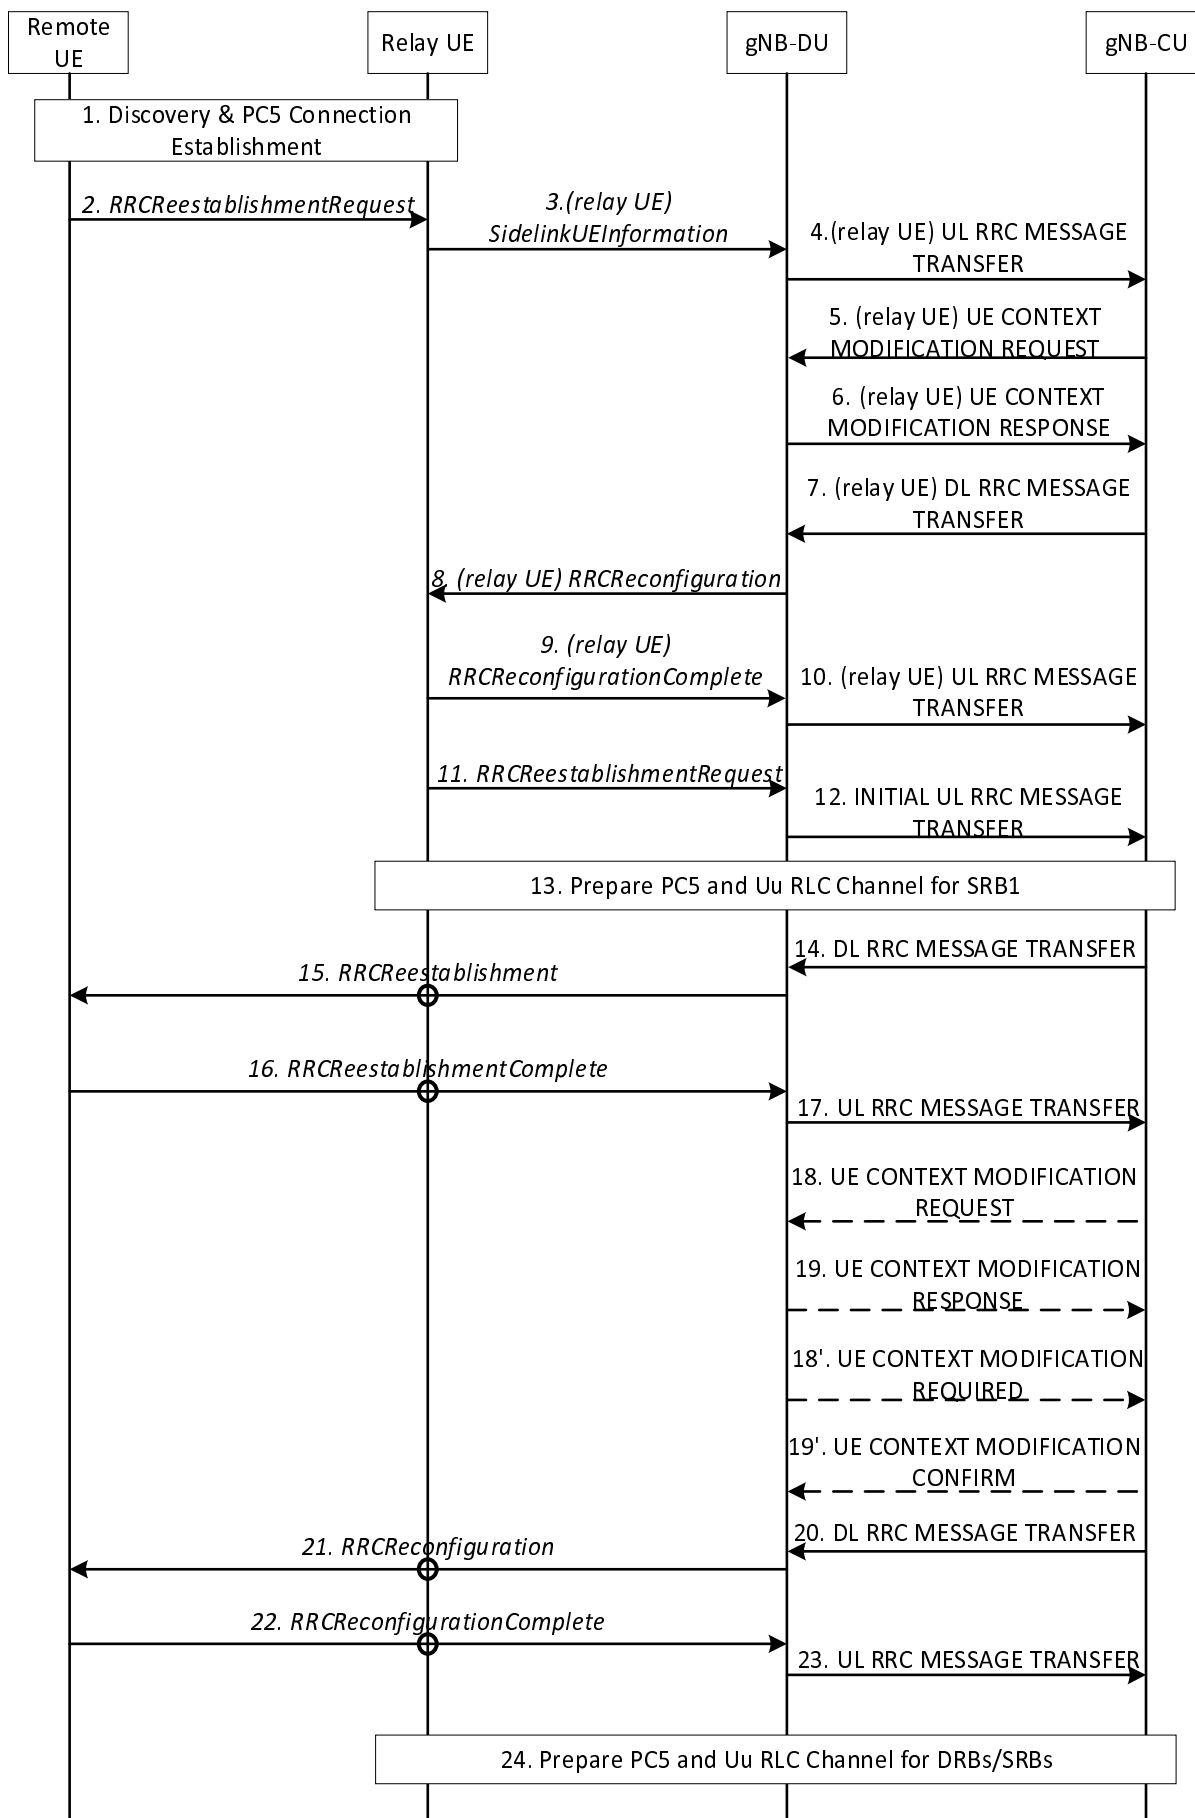 Remote
UE
Relay UE
gNB-DU
gNB-CU
1. Discovery & PC5 Connection
Establishment
2. RRCReestablishmentRequest
3.(relay UE)
SidelinkUEInformation
4.(relay UE) UL RRC MESSAGE
TRANSFER
5. (relay UE) UE CONTEXT
MODIFICATION REQUEST
6. (relay UE) UE CONTEXT
MODIFICATION RESPONSE
7. (relay UE) DL RRC MESSAGE
TRANSFER
8. (relay UE) RRCReconfiguration
9. (relay UE)
RRCReconfigurationComplete
10. (relay UE) UL RRC MESSAGE
TRANSFER
11. RRCReestablishmentRequest
12. INITIAL UL RRC MESSAGE
TRANSFER
13. Prepare PC5 and Uu RLC Channel for SRB1
14. DL RRC MESSAGE TRANSFER
15. RRCReestablishment
16. RRCReestablishmentComplete
17. UL RRC MESSAGE TRANSFER
18. UE CONTEXT MODIFICATION
REQUEST
19. UE CONTEXT MODIFICATION
RESPONSE
18'. UE CONTEXT MODIFICATION
REQUIRED
19'. UE CONTEXT MODIFICATION
CONFIRM
20. DL RRC MESSAGE TRANSFER
21. RRCReconfiguration
22. RRCReconfigurationComplete
23. UL RRC MESSAGE TRANSFER
24. Prepare PC5 and Uu RLC Channel for DRBs/SRBs